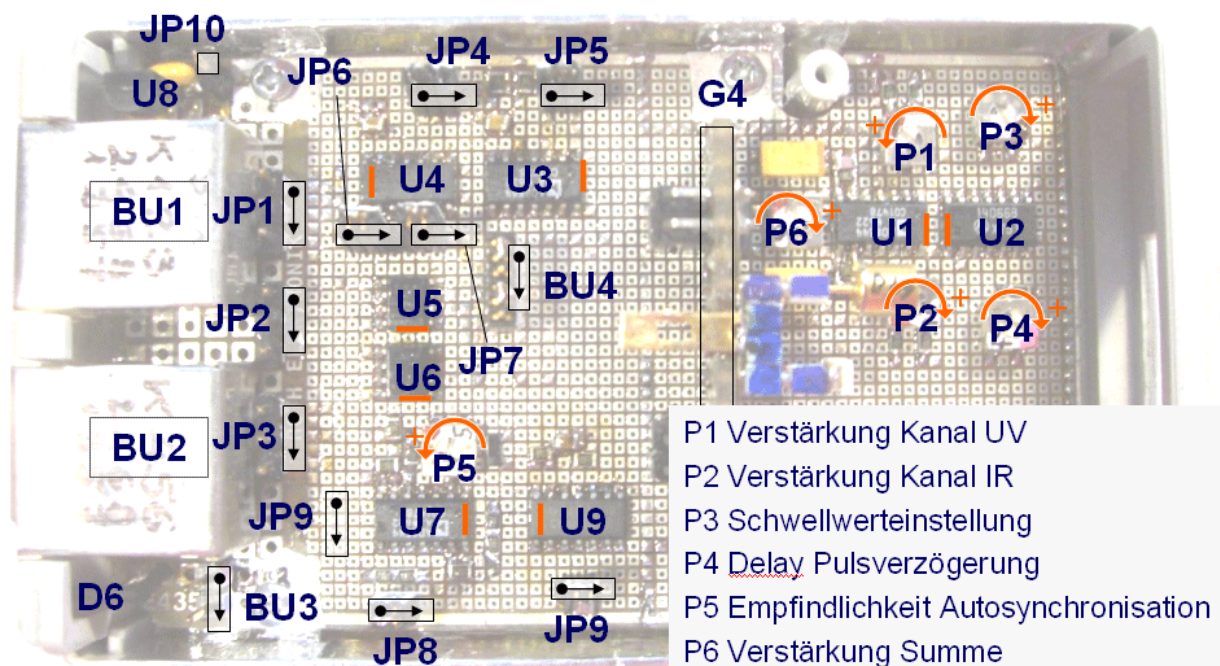 JP10
JP4
JP5
JP6
U8
G4
P3
P1
U4
U3
BU1
JP1
P6
U1
U2
BU4
U5
JP2
P2
P4
JP7
U6
JP3
BU2
P5
P1 Verstärkung Kanal UV
P2 Verstärkung Kanal IR
P3 Schwellwerteinstellung
P4 Delay Pulsverzögerung
P5 Empfindlichkeit Autosynchronisation
P6 Verstärkung Summe
JP9
U7
U9
D6
BU3
JP8
JP9